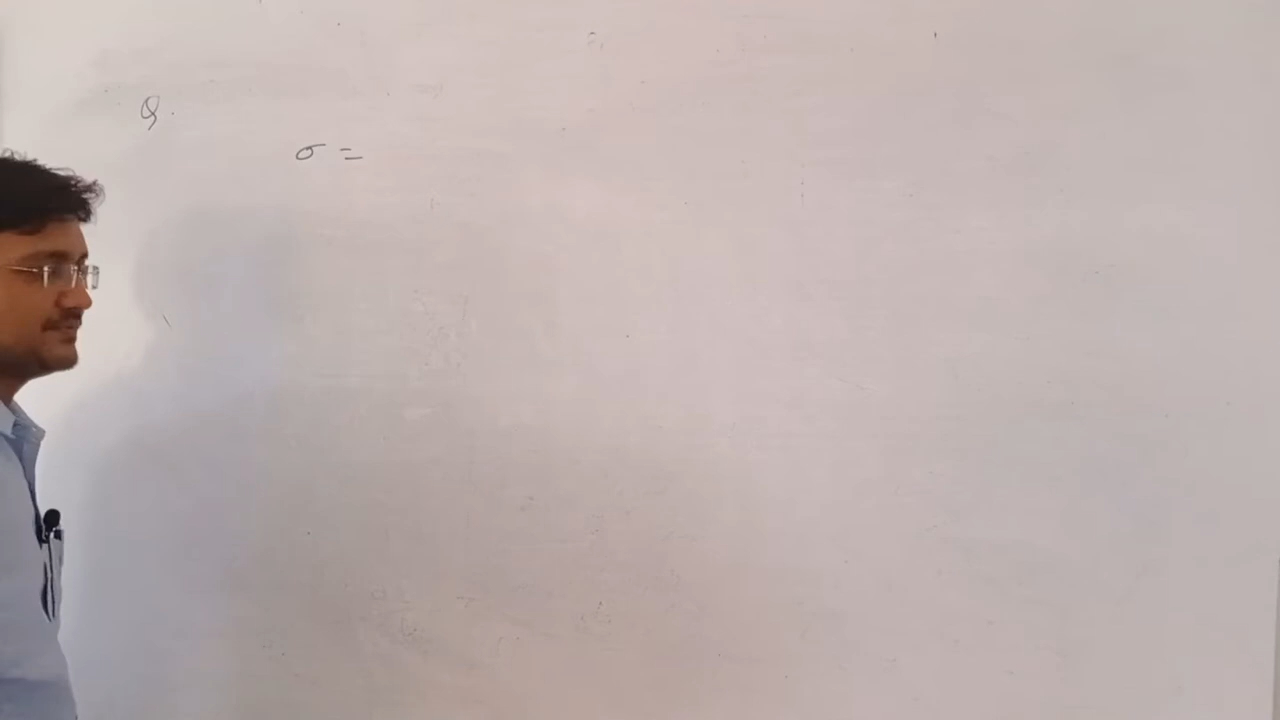 Q.
σ =